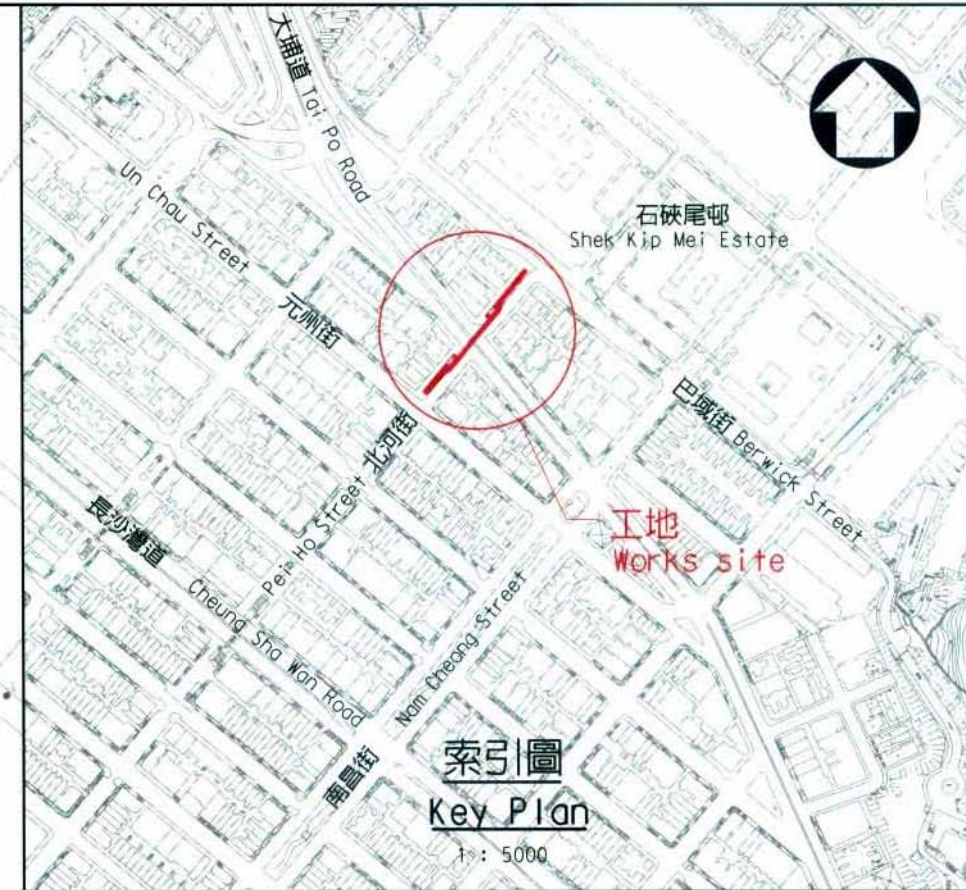 大埔道 Tai Po Road
Un Chau Street
元州街
石硤尾邨
Shek Kip Mei Estate
巴域街 Berwick Street
Pei Ho Street 北河街
長沙灣道
Cheung Sha Wan Road
工地
Works site
Nam Cheong Street
南昌街
索引圖
Key Plan
1 : 5000